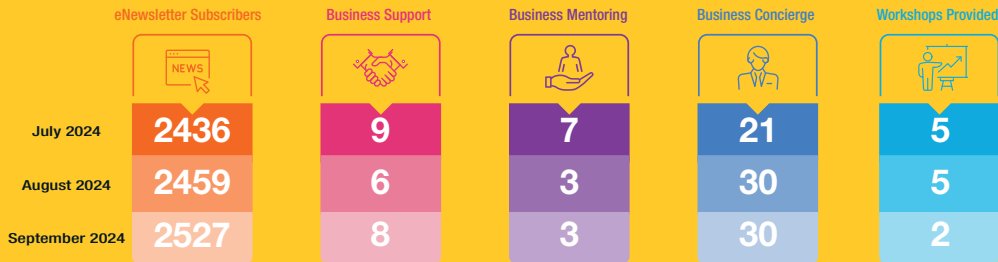 eNewsletter Subscribers Business Support Business Mentoring Business Concierge Workshops Provided
NEWS
July 2024 2436 9 7 21 5
August 2024 2459 6 3 30 5
September 2024 2527 8 3 30 2